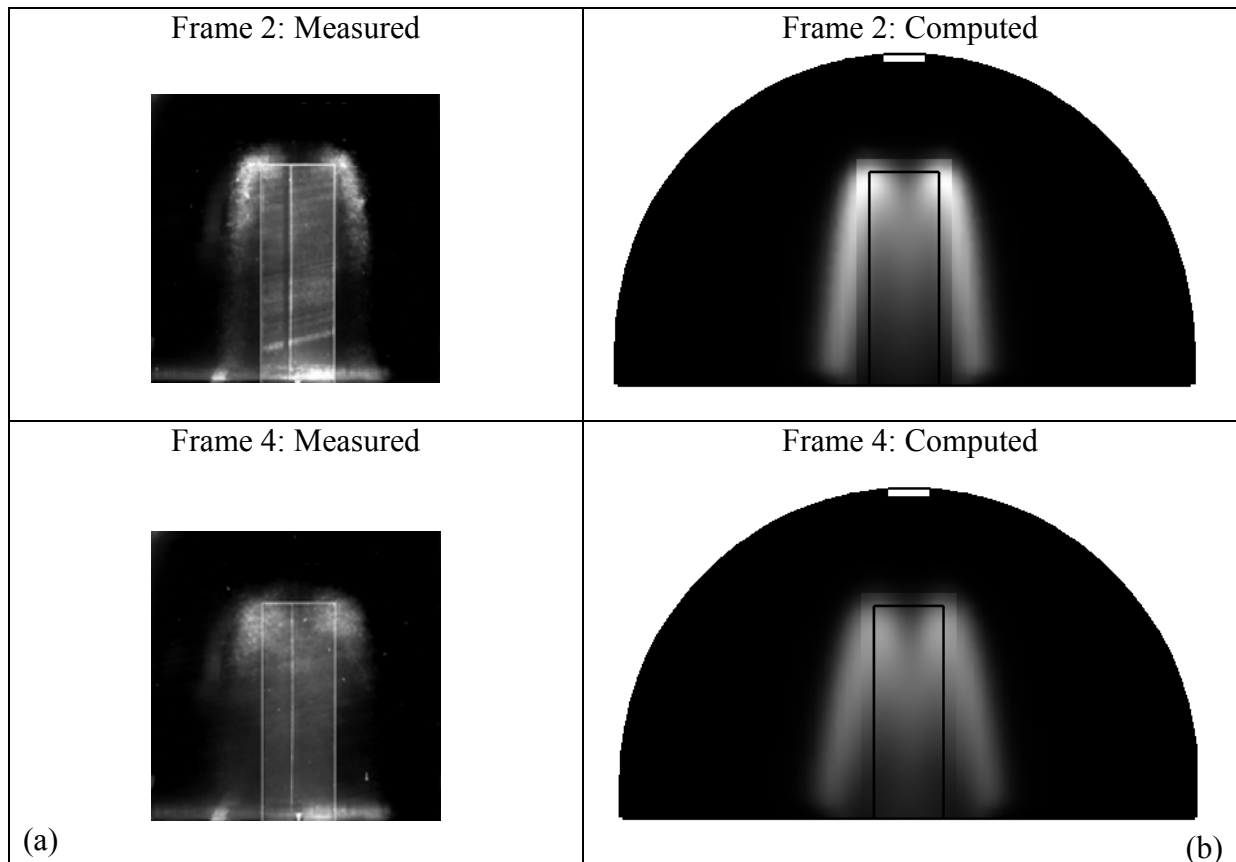 Frame 2: Measured
Frame 2: Computed
Frame 4: Measured
Frame 4: Computed
(a)
(b)